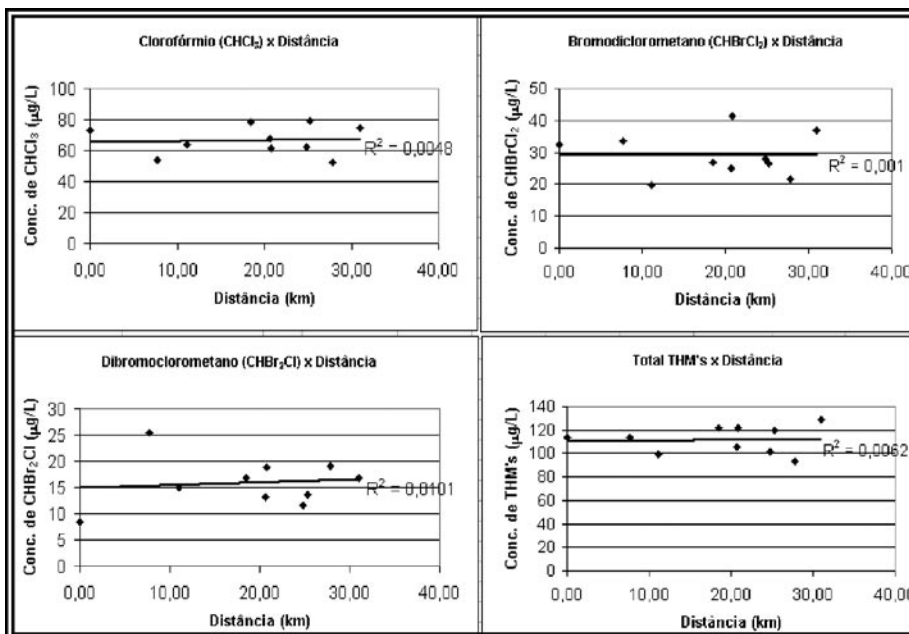 Clorofórmio (CHCl₃) x Distância
Conc. de CHCl₃ (µg/L)
100
80
60
40
20
0
R² = 0,0048
0,00 10,00 20,00 30,00 40,00
Distância (km)
Bromodiclorometano (CHBrCl₂) x Distância
Conc. de CHBrCl₂ (µg/L)
50
40
30
20
10
0
R² = 0,001
0,00 10,00 20,00 30,00 40,00
Distância (km)
Dibromoclorometano (CHBr₂Cl) x Distância
Conc. de CHBr₂Cl (µg/L)
30
25
20
15
10
5
0
R² = 0,0101
0,00 10,00 20,00 30,00 40,00
Distância (km)
Total THM's x Distância
Conc. de THM's (µg/L)
140
120
100
80
60
40
20
0
R² = 0,0062
0,00 10,00 20,00 30,00 40,00
Distância (km)